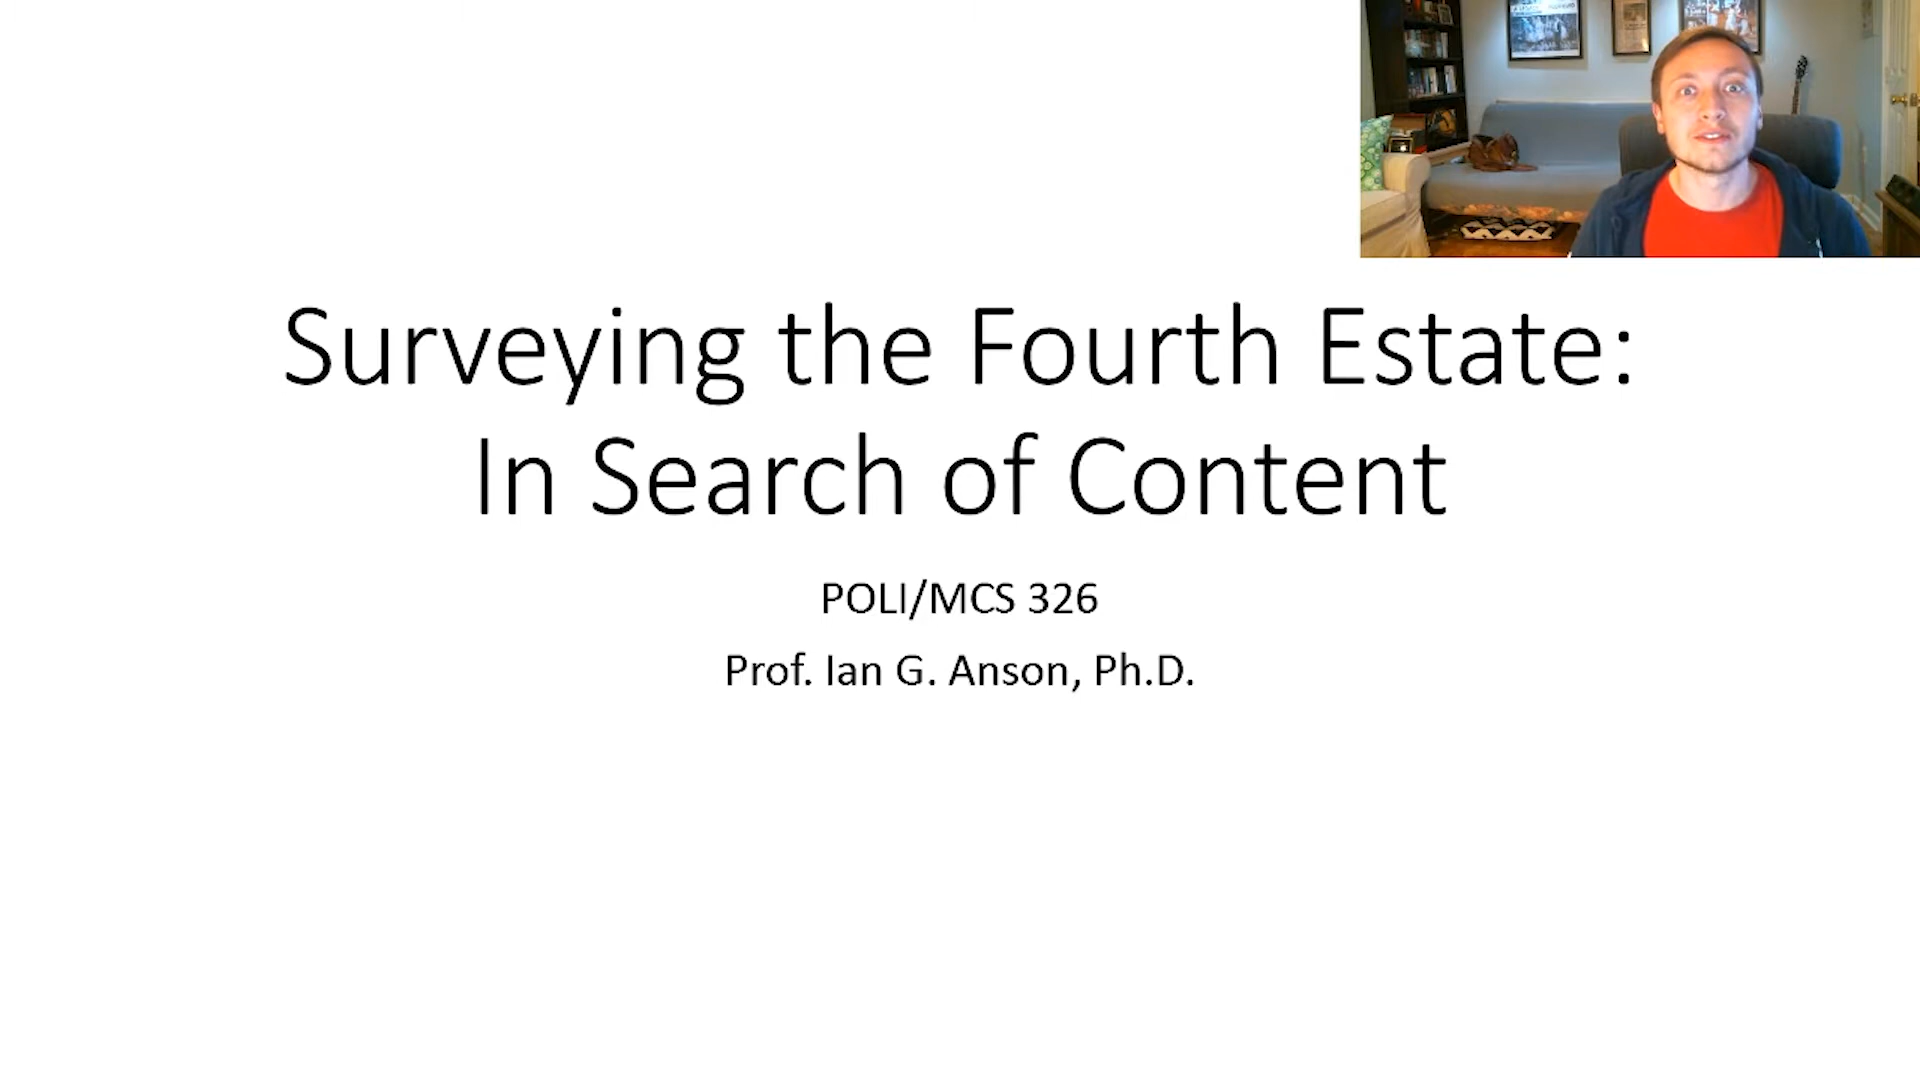 Surveying the Fourth Estate:
In Search of Content
POLI/MCS 326
Prof. Ian G. Anson, Ph.D.